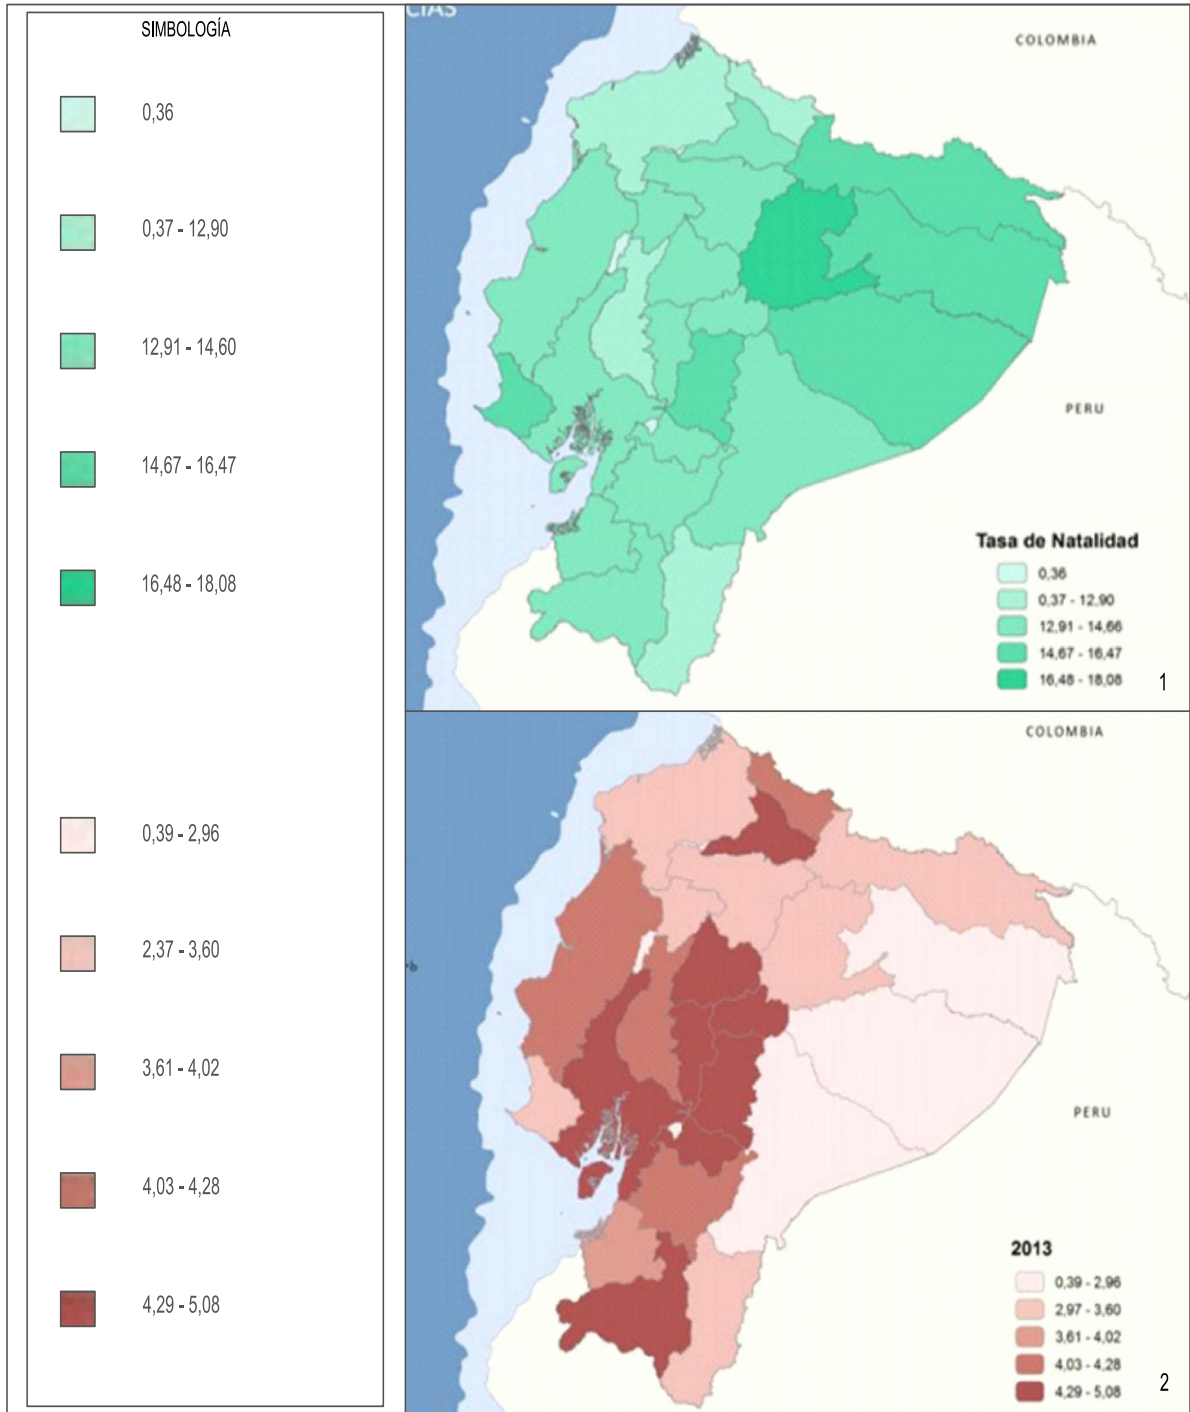 SIMBOLOGÍA
0,36
0,37 - 12,90
12,91 - 14,60
14,67 - 16,47
16,48 - 18,08
0,39 - 2,96
2,37 - 3,60
3,61 - 4,02
4,03 - 4,28
4,29 - 5,08
CIAS
COLOMBIA
PERU
Tasa de Natalidad
0,36
0,37 - 12,90
12,91 - 14,66
14,67 - 16,47
16,48 - 18,08
1
COLOMBIA
PERU
2013
0,39 - 2,96
2,97 - 3,60
3,61 - 4,02
4,03 - 4,28
4,29 - 5,08
2